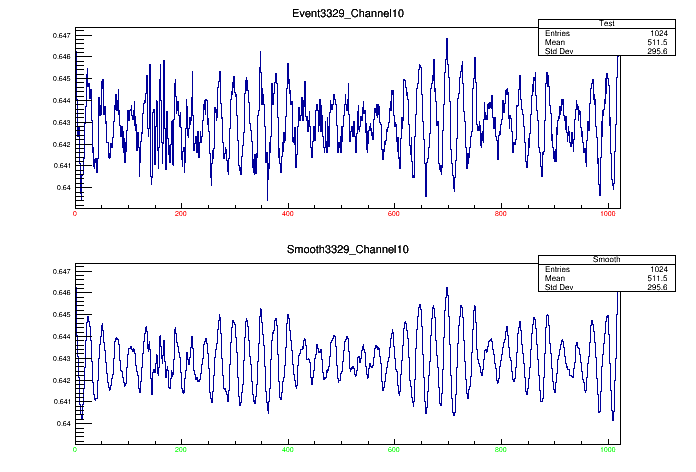 Event3329_Channel10
Test
Entries 1024
Mean 511.5
Std Dev 295.6
0.647
0.646
0.645
0.644
0.643
0.642
0.641
0.64
0 200 400 600 800 1000
Smooth3329_Channel10
Smooth
Entries 1024
Mean 511.5
Std Dev 295.6
0.647
0.646
0.645
0.644
0.643
0.642
0.641
0.64
0 200 400 600 800 1000